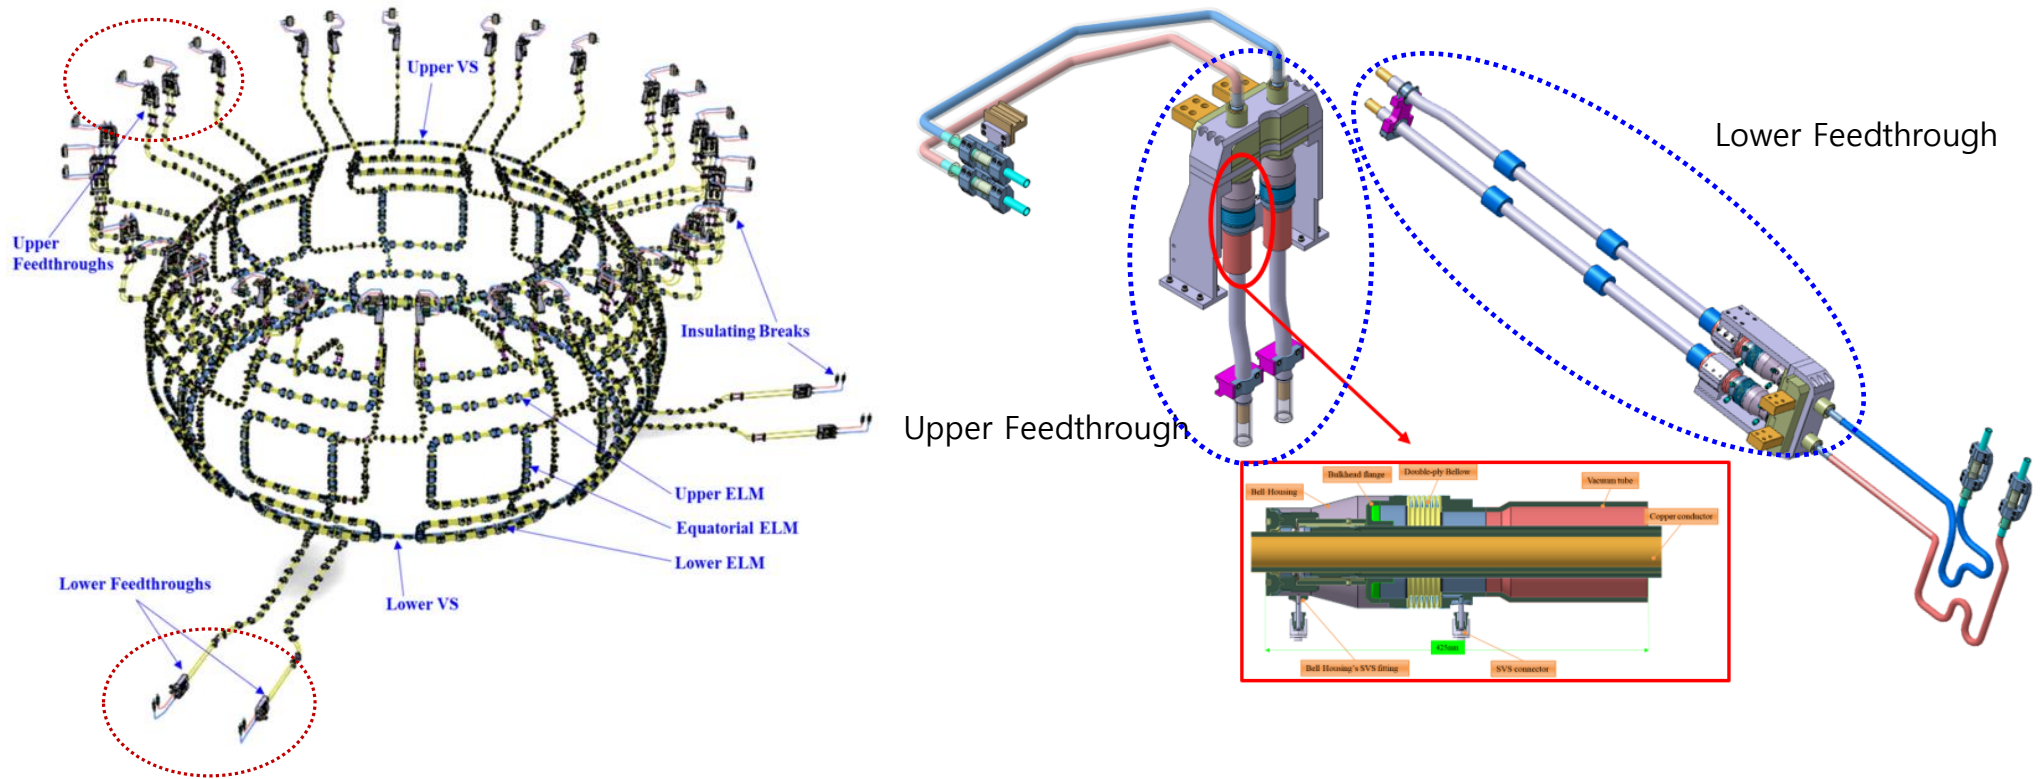 Upper VS
Upper
Feedthroughs
Insulating Breaks
Upper ELM
Equatorial ELM
Lower ELM
Lower VS
Lower Feedthroughs
Lower Feedthrough
Upper Feedthrough
Bulkhead flange
Double-ply Bellow
Bell Housing
Vacuum tube
Copper conductor
425mm
Bell Housing's SVS fitting
SVS connector